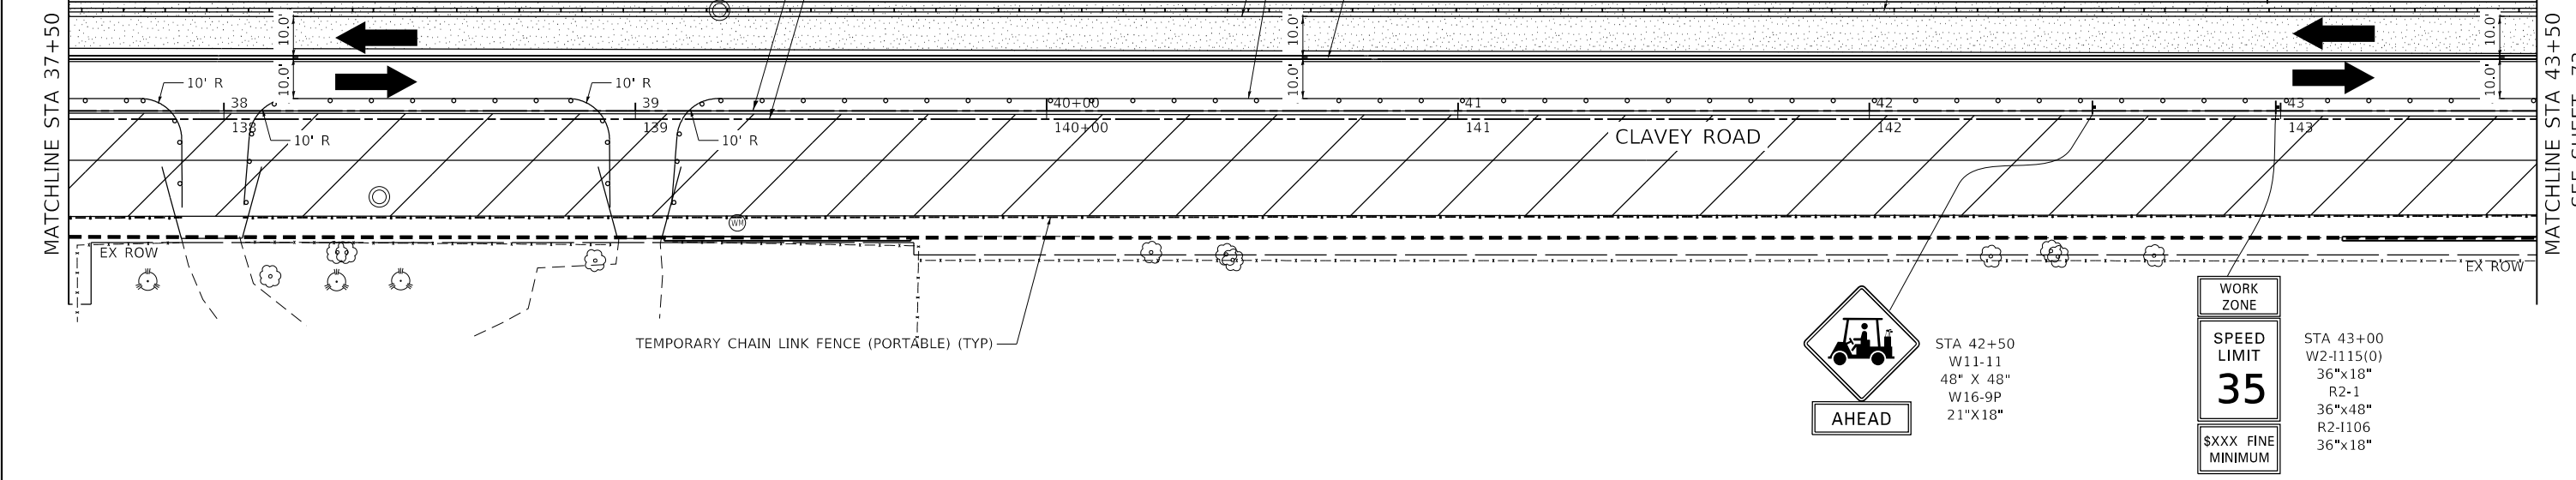 MATCHLINE STA 37+50
10.0'
10.0'
10' R
38
138
10' R
EX ROW
10' R
39
139
10' R
WM
40+00
140+00
TEMPORARY CHAIN LINK FENCE (PORTABLE) (TYP)
10.0'
10.0'
41
141
CLAVEY ROAD
42
142
43
143
10.0'
10.0'
EX ROW
AHEAD
STA 42+50
W11-11
48" X 48"
W16-9P
21"X18"
WORK
ZONE
SPEED
LIMIT
35
$XXX FINE
MINIMUM
STA 43+00
W2-I115(0)
36"x18"
R2-1
36"x48"
R2-I106
36"x18"
MATCHLINE STA 43+50
SEE SHEET 73